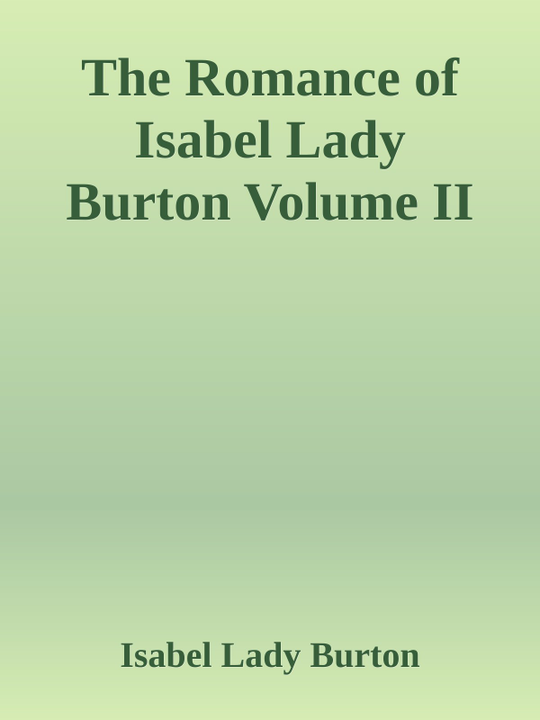 The Romance of
Isabel Lady
Burton Volume II
Isabel Lady Burton